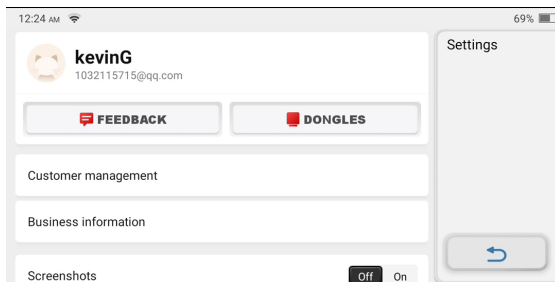 12:24 AM
69%
kevinG
1032115715@qq.com
FEEDBACK
DONGLES
Customer management
Business information
Screenshots
Off
On
Settings